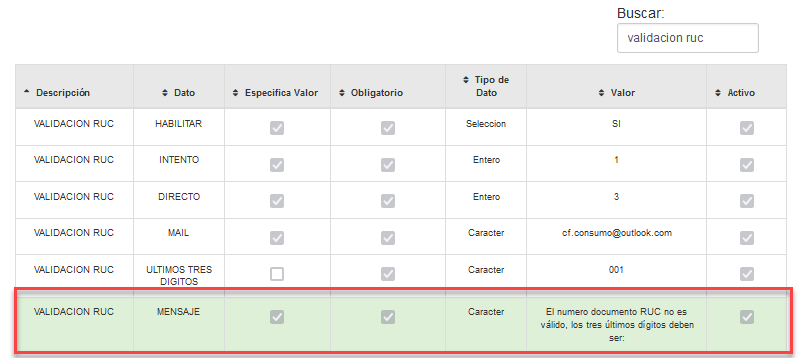 Buscar:
validacion ruc
Descripción Dato Especifica Valor Obligatorio Tipo de Dato Valor Activo
VALIDACION RUC HABILITAR Seleccion SI
VALIDACION RUC INTENTO Entero 1
VALIDACION RUC DIRECTO Entero 3
VALIDACION RUC MAIL Caracter cf.consumo@outlook.com
VALIDACION RUC ULTIMOS TRES DIGITOS Caracter 001
VALIDACION RUC MENSAJE Caracter El numero documento RUC no es
válido, los tres últimos dígitos deben
ser: